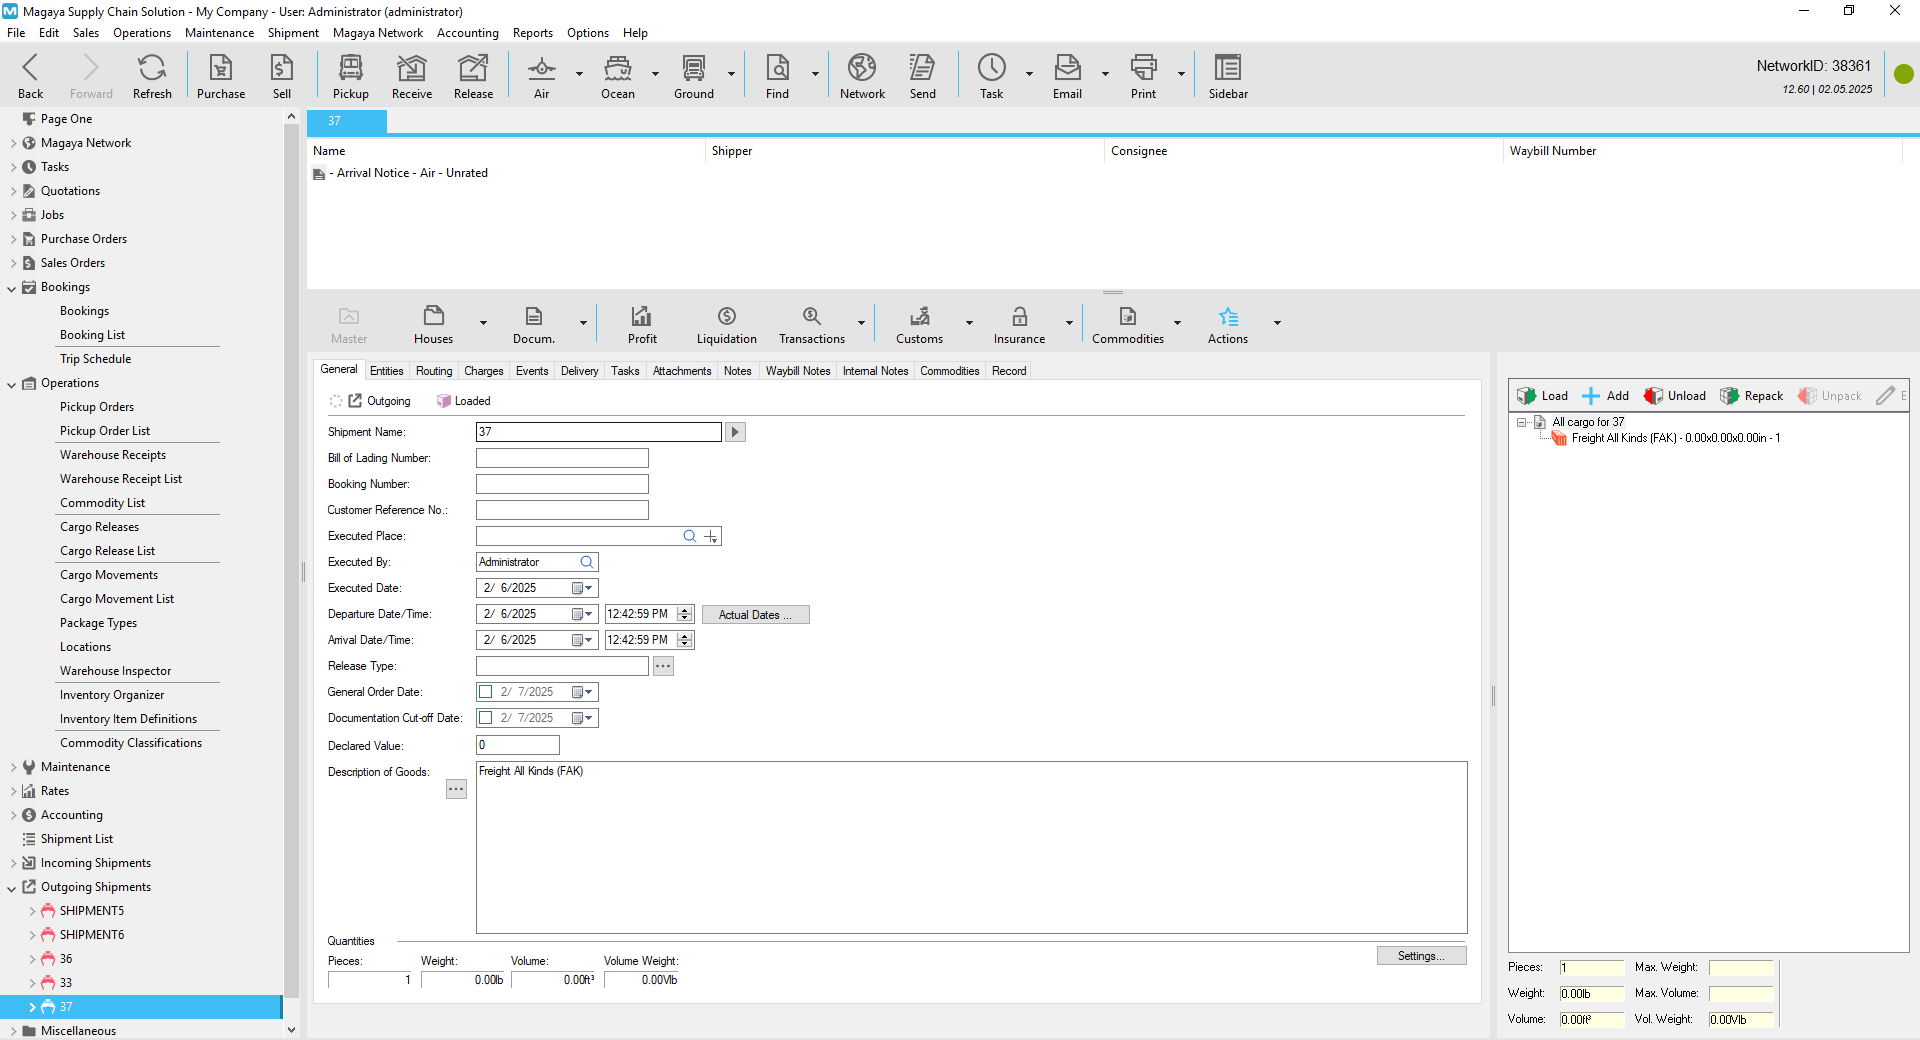 Magaya Supply Chain Solution - My Company - User: Administrator (administrator)
File Edit Sales Operations Maintenance Shipment Magaya Network Accounting Reports Options Help
Back Forward Refresh Purchase Sell Pickup Receive Release Air Ocean Ground Find Network Send Task Email Print Sidebar
NetworkID: 38361
12.60 | 02.05.2025
Page One
Magaya Network
Tasks
Quotations
Jobs
Purchase Orders
Sales Orders
Bookings
Bookings
Booking List
Trip Schedule
Operations
Pickup Orders
Pickup Order List
Warehouse Receipts
Warehouse Receipt List
Commodity List
Cargo Releases
Cargo Release List
Cargo Movements
Cargo Movement List
Package Types
Locations
Warehouse Inspector
Inventory Organizer
Inventory Item Definitions
Commodity Classifications
Maintenance
Rates
Accounting
Shipment List
Incoming Shipments
Outgoing Shipments
SHIPMENT5
SHIPMENT6
36
33
37
Miscellaneous
37
Name Shipper Consignee Waybill Number
- Arrival Notice - Air - Unrated
Master Houses Docum. Profit Liquidation Transactions Customs Insurance Commodities Actions
General Entities Routing Charges Events Delivery Tasks Attachments Notes Waybill Notes Internal Notes Commodities Record
Outgoing Loaded
Shipment Name: 37
Bill of Lading Number:
Booking Number:
Customer Reference No.:
Executed Place:
Executed By: Administrator
Executed Date: 2/ 6/2025
Departure Date/Time: 2/ 6/2025 12:42:59 PM Actual Dates ...
Arrival Date/Time: 2/ 6/2025 12:42:59 PM
Release Type:
General Order Date: 2/ 7/2025
Documentation Cut-off Date: 2/ 7/2025
Declared Value: 0
Description of Goods: Freight All Kinds (FAK)
Quantities
Settings...
Pieces: Weight: Volume: Volume Weight:
1 0.00lb 0.00ft³ 0.00Vlb
Load Add Unload Repack Unpack E
All cargo for 37
Freight All Kinds (FAK) - 0.00x0.00x0.00in - 1
Pieces: 1 Max. Weight:
Weight: 0.00lb Max. Volume:
Volume: 0.00ft³ Vol. Weight: 0.00Vlb